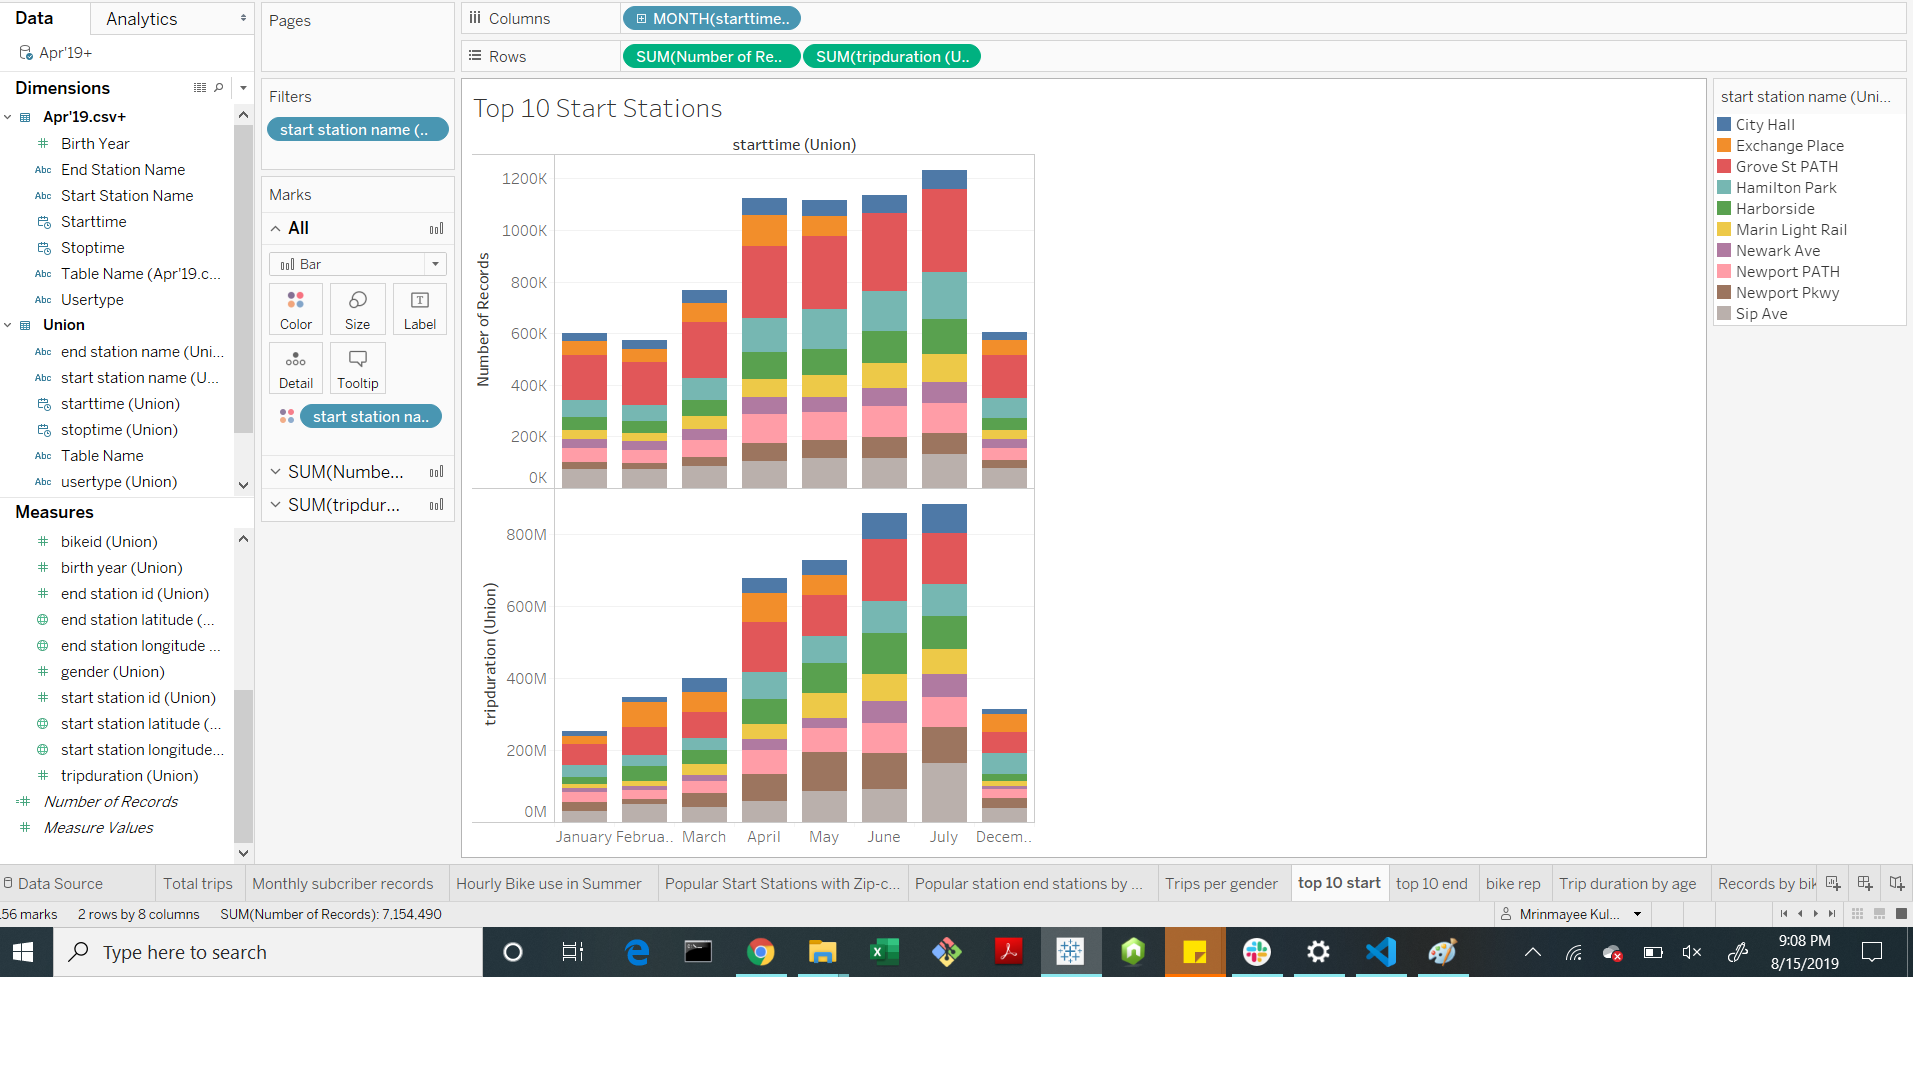 Data
Analytics
Apr'19+
Dimensions
Apr'19.csv+
Birth Year
Abc End Station Name
Abc Start Station Name
Starttime
Stoptime
Abc Table Name (Apr'19.c...
Abc Usertype
Union
Abc end station name (Uni...
Abc start station name (U...
starttime (Union)
stoptime (Union)
Abc Table Name
Abc usertype (Union)
Measures
bikeid (Union)
birth year (Union)
end station id (Union)
end station latitude (...
end station longitude ...
gender (Union)
start station id (Union)
start station latitude (...
start station longitude...
tripduration (Union)
Number of Records
Measure Values
Pages
Filters
start station name (..
Marks
All
Bar
Color
Size
Label
Detail
Tooltip
start station na..
SUM(Numbe...
SUM(tripdur...
Columns
MONTH(starttime..
Rows
SUM(Number of Re..
SUM(tripduration (U..
Top 10 Start Stations
starttime (Union)
Number of Records
1200K
1000K
800K
600K
400K
200K
0K
tripduration (Union)
800M
600M
400M
200M
0M
January Februa.. March April May June July Decem..
start station name (Uni...
City Hall
Exchange Place
Grove St PATH
Hamilton Park
Harborside
Marin Light Rail
Newark Ave
Newport PATH
Newport Pkwy
Sip Ave
Data Source
Total trips
Monthly subcriber records
Hourly Bike use in Summer
Popular Start Stations with Zip-c...
Popular station end stations by ...
Trips per gender
top 10 start
top 10 end
bike rep
Trip duration by age
Records by bik
56 marks
2 rows by 8 columns
SUM(Number of Records): 7,154,490
Mrinmayee Kul...
Type here to search
9:08 PM
8/15/2019